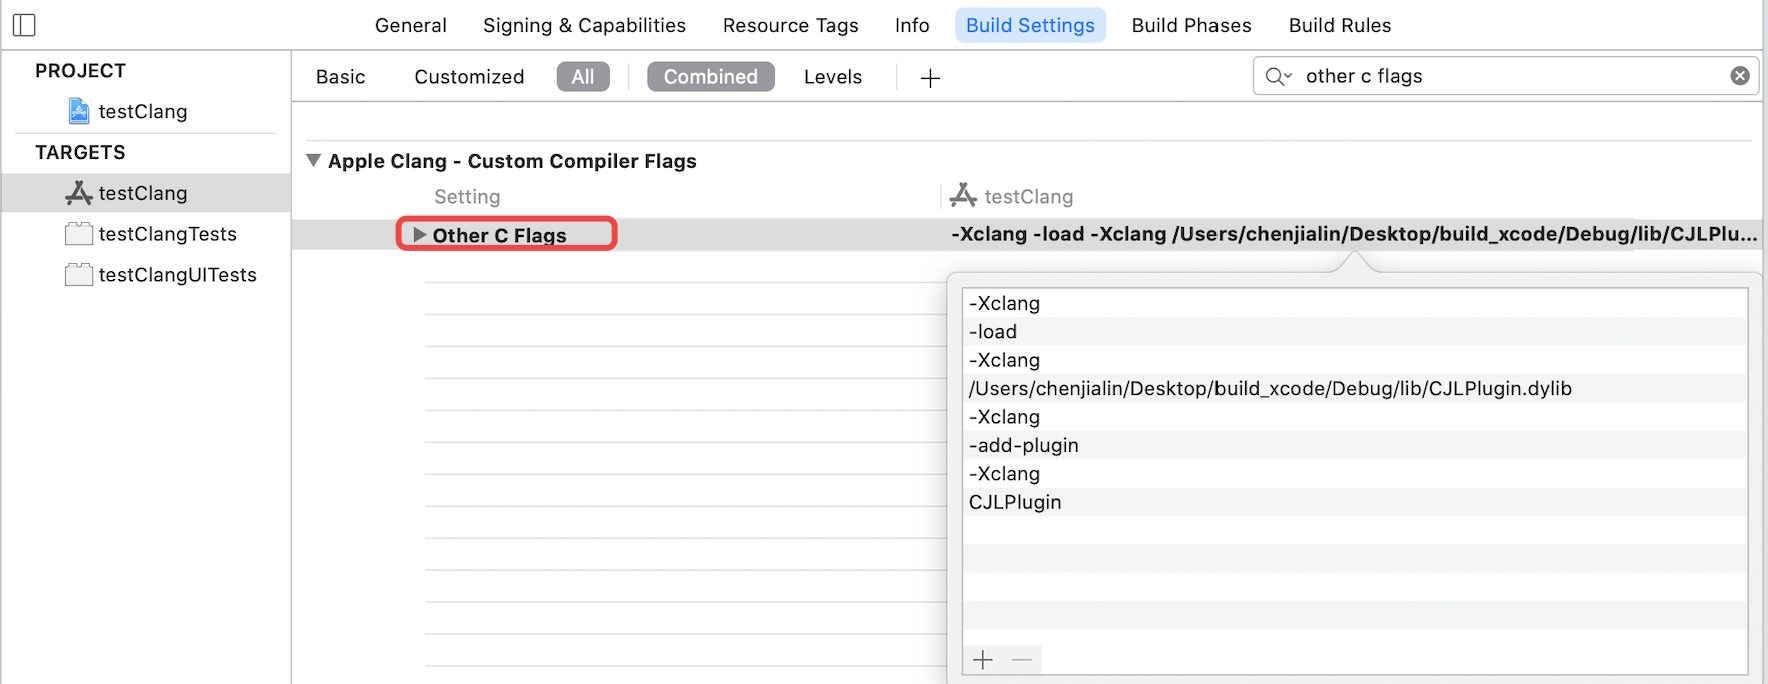 General Signing & Capabilities Resource Tags Info Build Settings Build Phases Build Rules
PROJECT
testClang
TARGETS
testClang
testClangTests
testClangUITests
Basic Customized All Combined Levels + other c flags
Apple Clang - Custom Compiler Flags
Setting testClang
Other C Flags -Xclang -load -Xclang /Users/chenjialin/Desktop/build_xcode/Debug/lib/CJLPlu...
-Xclang
-load
-Xclang
/Users/chenjialin/Desktop/build_xcode/Debug/lib/CJLPlugin.dylib
-Xclang
-add-plugin
-Xclang
CJLPlugin